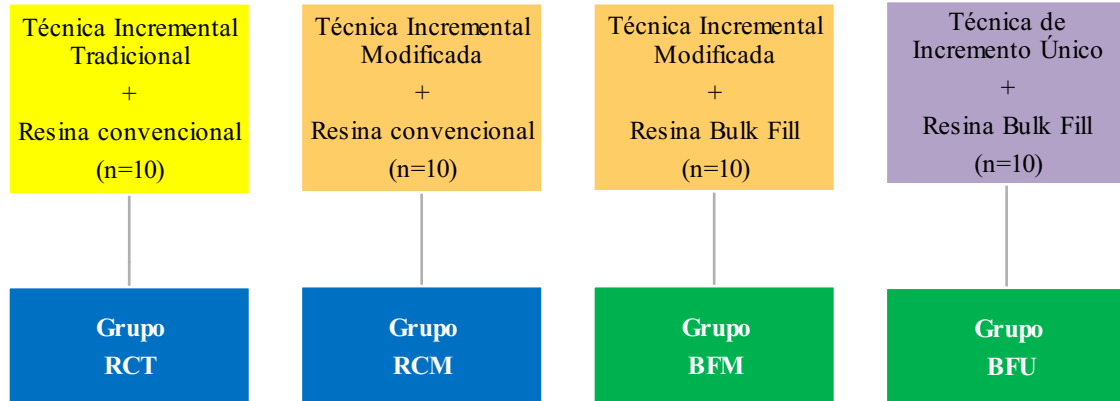 Técnica Incremental
Tradicional
+
Resina convencional
(n=10)
Técnica Incremental
Modificada
+
Resina convencional
(n=10)
Técnica Incremental
Modificada
+
Resina Bulk Fill
(n=10)
Técnica de
Incremento Único
+
Resina Bulk Fill
(n=10)
Grupo
RCT
Grupo
RCM
Grupo
BFM
Grupo
BFU